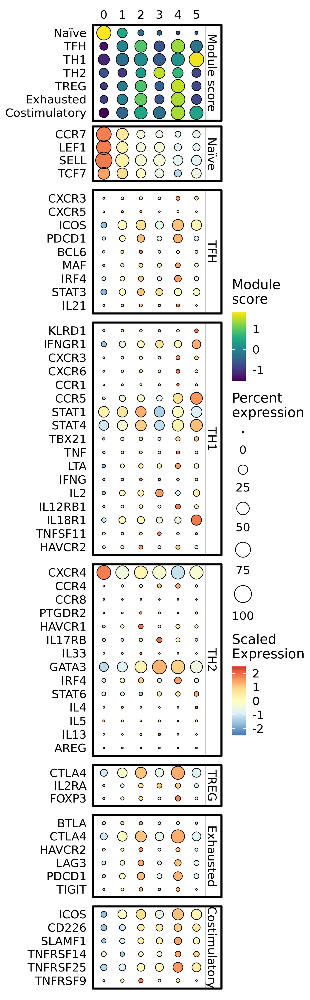 0 1 2 3 4 5
Naïve
TFH
TH1
TH2
TREG
Exhausted
Costimulatory
Module score
CCR7
LEF1
SELL
TCF7
Naïve
CXCR3
CXCR5
ICOS
PDCD1
BCL6
MAF
IRF4
STAT3
IL21
TFH
KLRD1
IFNGR1
CXCR3
CXCR6
CCR1
CCR5
STAT1
STAT4
TBX21
TNF
LTA
IFNG
IL2
IL12RB1
IL18R1
TNFSF11
HAVCR2
TH1
CXCR4
CCR4
CCR8
PTGDR2
HAVCR1
IL17RB
IL33
GATA3
IRF4
STAT6
IL4
IL5
IL13
AREG
TH2
CTLA4
IL2RA
FOXP3
TREG
BTLA
CTLA4
HAVCR2
LAG3
PDCD1
TIGIT
Exhausted
ICOS
CD226
SLAMF1
TNFRSF14
TNFRSF25
TNFRSF9
Costimulatory
Module
score
1
0
-1
Percent
expression
0
25
50
75
100
Scaled
Expression
2
1
0
-1
-2